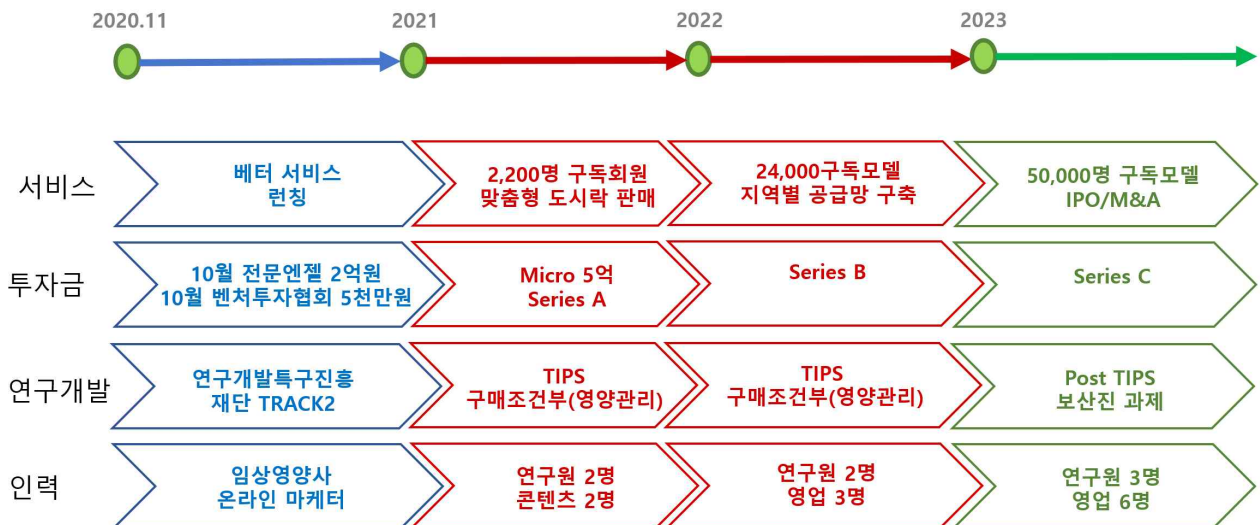 2020.11
2021
2022
2023
서비스
베터 서비스
런칭
2,200명 구독회원
맞춤형 도시락 판매
24,000구독모델
지역별 공급망 구축
50,000명 구독모델
IPO/M&A
투자금
10월 전문엔젤 2억원
10월 벤처투자협회 5천만원
Micro 5억
Series A
Series B
Series C
연구개발
연구개발특구진흥
재단 TRACK2
TIPS
구매조건부(영양관리)
TIPS
구매조건부(영양관리)
Post TIPS
보산진 과제
인력
임상영양사
온라인 마케터
연구원 2명
콘텐츠 2명
연구원 2명
영업 3명
연구원 3명
영업 6명